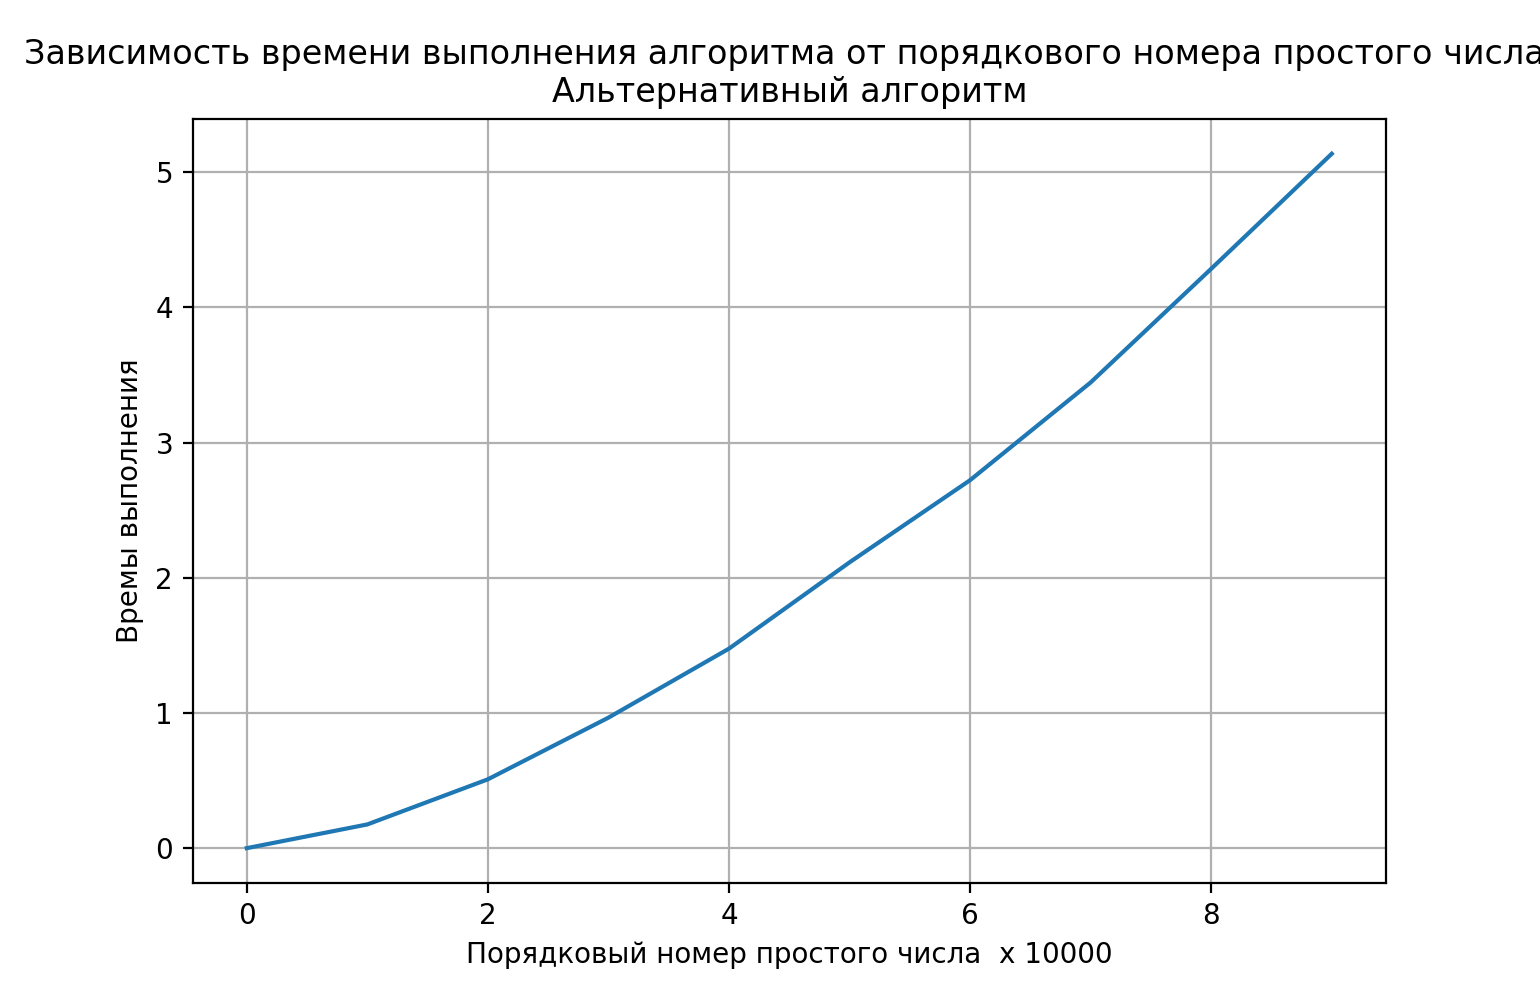 Зависимость времени выполнения алгоритма от порядкового номера простого числа
Альтернативный алгоритм
5
4
3
2
1
0
Времы выполнения
0 2 4 6 8
Порядковый номер простого числа x 10000